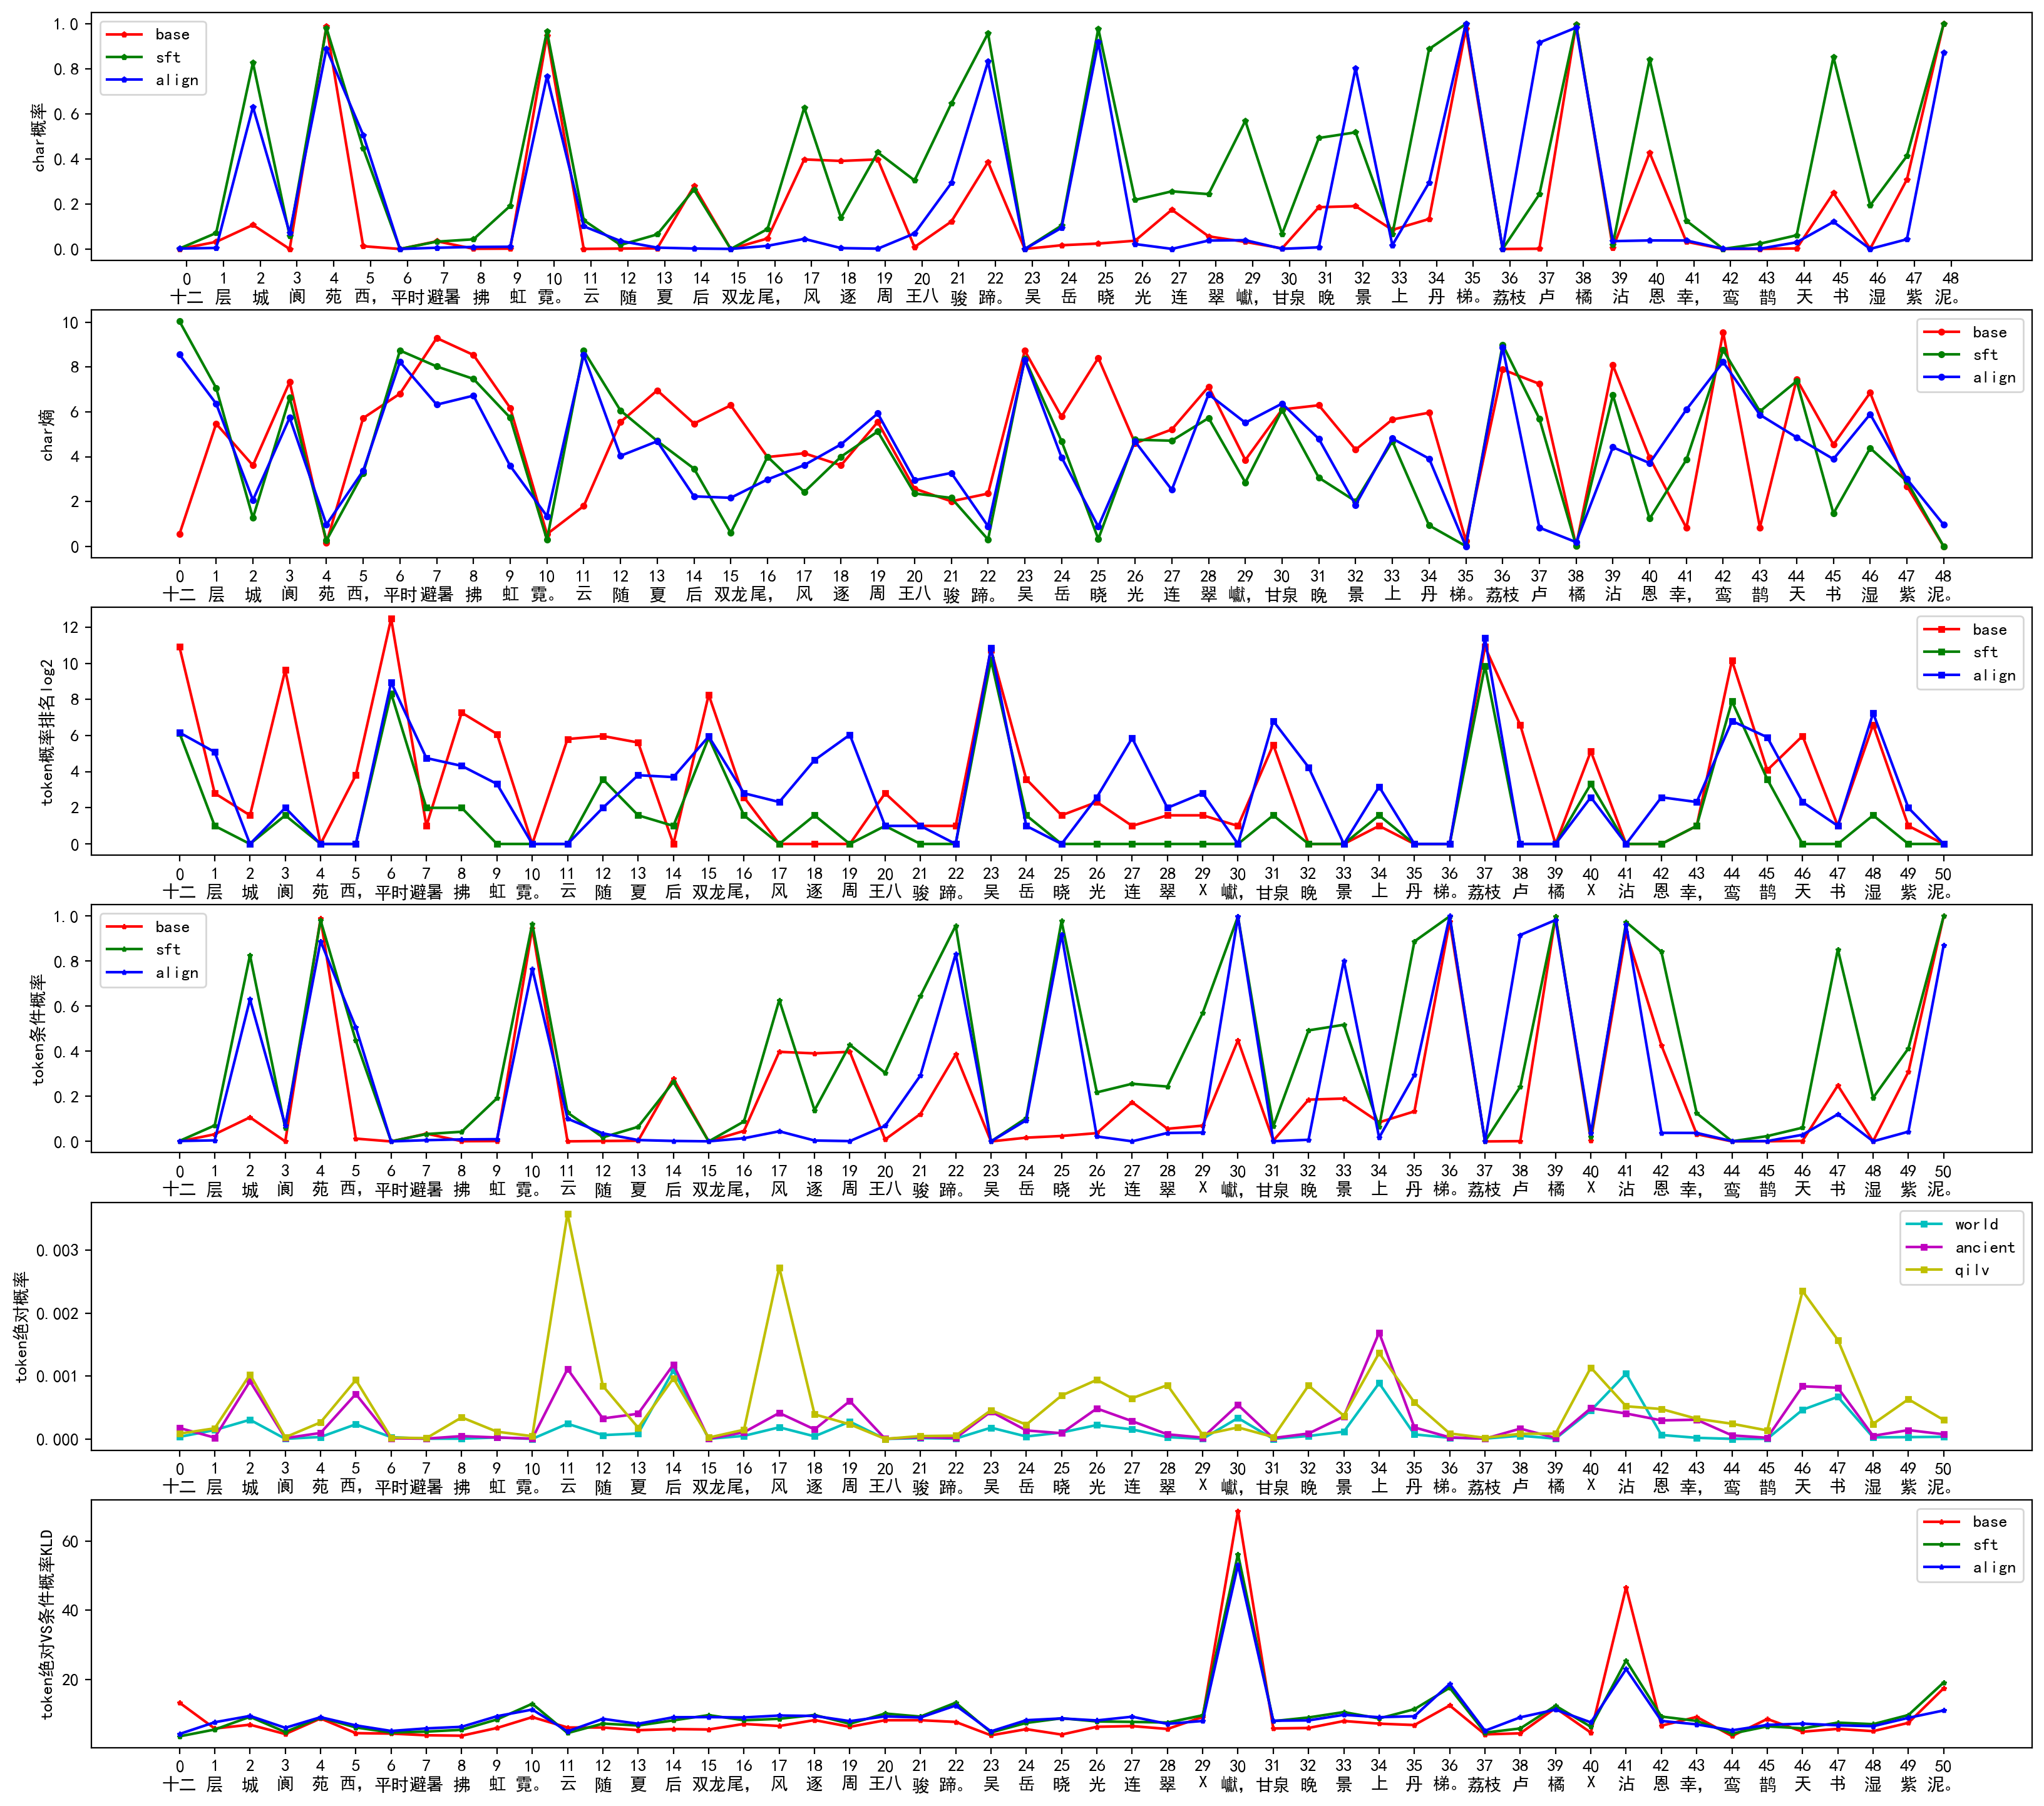 char概率
1.0
0.8
0.6
0.4
0.2
0.0
base
sft
align
0 1 2 3 4 5 6 7 8 9 10 11 12 13 14 15 16 17 18 19 20 21 22 23 24 25 26 27 28 29 30 31 32 33 34 35 36 37 38 39 40 41 42 43 44 45 46 47 48
十二 层 城 阆 苑 西， 平时 避暑 拂 虹 霓。 云 随 夏 后 双龙 尾， 风 逐 周 王八 骏 蹄。 吴 岳 晓 光 连 翠 巘， 甘泉 晚 景 上 丹 梯。 荔枝 卢 橘 沾 恩 幸， 鸾 鹊 天 书 湿 紫 泥。
char熵
10
8
6
4
2
0
base
sft
align
0 1 2 3 4 5 6 7 8 9 10 11 12 13 14 15 16 17 18 19 20 21 22 23 24 25 26 27 28 29 30 31 32 33 34 35 36 37 38 39 40 41 42 43 44 45 46 47 48
十二 层 城 阆 苑 西， 平时 避暑 拂 虹 霓。 云 随 夏 后 双龙 尾， 风 逐 周 王八 骏 蹄。 吴 岳 晓 光 连 翠 巘， 甘泉 晚 景 上 丹 梯。 荔枝 卢 橘 沾 恩 幸， 鸾 鹊 天 书 湿 紫 泥。
token概率排名log2
12
10
8
6
4
2
0
base
sft
align
0 1 2 3 4 5 6 7 8 9 10 11 12 13 14 15 16 17 18 19 20 21 22 23 24 25 26 27 28 29 30 31 32 33 34 35 36 37 38 39 40 41 42 43 44 45 46 47 48 49 50
十二 层 城 阆 苑 西， 平时 避暑 拂 虹 霓。 云 随 夏 后 双龙 尾， 风 逐 周 王八 骏 蹄。 吴 岳 晓 光 连 翠 X 巘， 甘泉 晚 景 上 丹 梯。 荔枝 卢 橘 X 沾 恩 幸， 鸾 鹊 天 书 湿 紫 泥。
token条件概率
1.0
0.8
0.6
0.4
0.2
0.0
base
sft
align
0 1 2 3 4 5 6 7 8 9 10 11 12 13 14 15 16 17 18 19 20 21 22 23 24 25 26 27 28 29 30 31 32 33 34 35 36 37 38 39 40 41 42 43 44 45 46 47 48 49 50
十二 层 城 阆 苑 西， 平时 避暑 拂 虹 霓。 云 随 夏 后 双龙 尾， 风 逐 周 王八 骏 蹄。 吴 岳 晓 光 连 翠 X 巘， 甘泉 晚 景 上 丹 梯。 荔枝 卢 橘 X 沾 恩 幸， 鸾 鹊 天 书 湿 紫 泥。
token绝对概率
0.003
0.002
0.001
0.000
world
ancient
qilv
0 1 2 3 4 5 6 7 8 9 10 11 12 13 14 15 16 17 18 19 20 21 22 23 24 25 26 27 28 29 30 31 32 33 34 35 36 37 38 39 40 41 42 43 44 45 46 47 48 49 50
十二 层 城 阆 苑 西， 平时 避暑 拂 虹 霓。 云 随 夏 后 双龙 尾， 风 逐 周 王八 骏 蹄。 吴 岳 晓 光 连 翠 X 巘， 甘泉 晚 景 上 丹 梯。 荔枝 卢 橘 X 沾 恩 幸， 鸾 鹊 天 书 湿 紫 泥。
token绝对VS条件概率KLD
60
40
20
base
sft
align
0 1 2 3 4 5 6 7 8 9 10 11 12 13 14 15 16 17 18 19 20 21 22 23 24 25 26 27 28 29 30 31 32 33 34 35 36 37 38 39 40 41 42 43 44 45 46 47 48 49 50
十二 层 城 阆 苑 西， 平时 避暑 拂 虹 霓。 云 随 夏 后 双龙 尾， 风 逐 周 王八 骏 蹄。 吴 岳 晓 光 连 翠 X 巘， 甘泉 晚 景 上 丹 梯。 荔枝 卢 橘 X 沾 恩 幸， 鸾 鹊 天 书 湿 紫 泥。